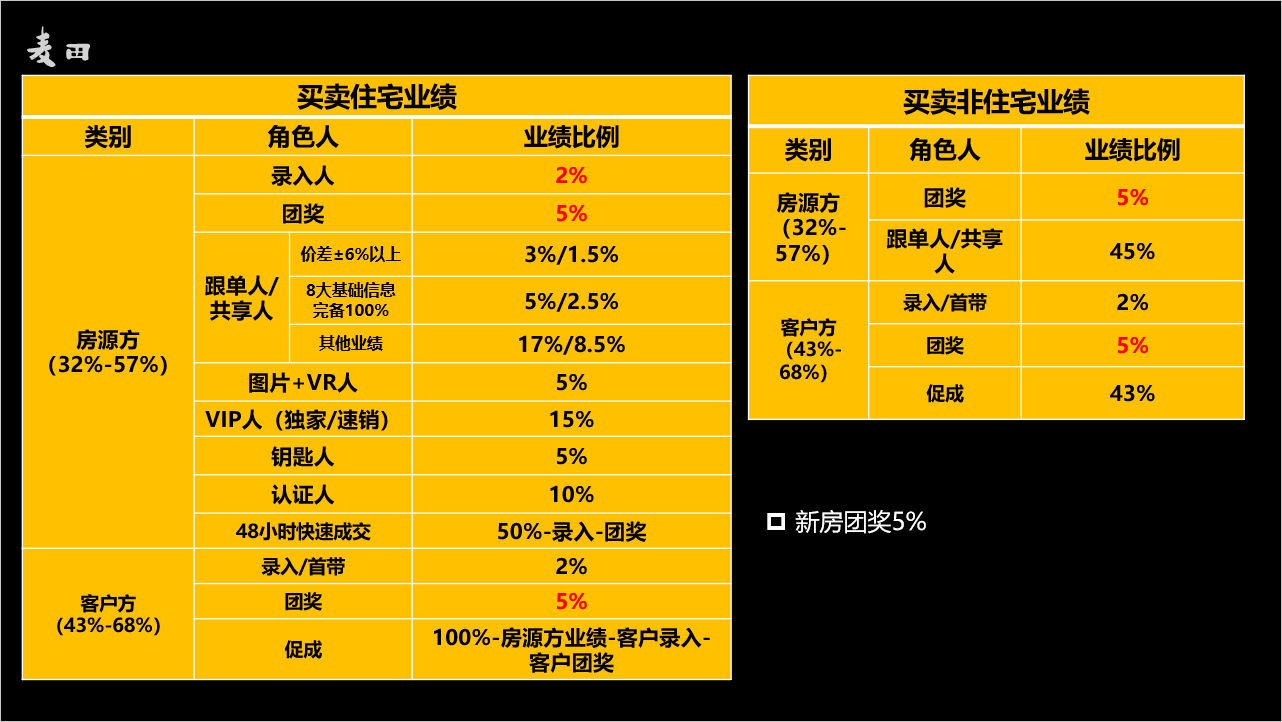 麦田
买卖住宅业绩
类别 角色人 业绩比例
房源方
（32%-57%）
录入人 2%
团奖 5%
跟单人/
共享人
价差±6%以上 3%/1.5%
8大基础信息
完备100%
5%/2.5%
其他业绩 17%/8.5%
图片+VR人 5%
VIP人（独家/速销） 15%
钥匙人 5%
认证人 10%
48小时快速成交 50%-录入-团奖
客户方
（43%-68%）
录入/首带 2%
团奖 5%
促成
100%-房源方业绩-客户录入-
客户团奖
买卖非住宅业绩
类别 角色人 业绩比例
房源方
（32%-
57%）
团奖 5%
跟单人/共享
人
45%
客户方
（43%-
68%）
录入/首带 2%
团奖 5%
促成 43%
新房团奖5%